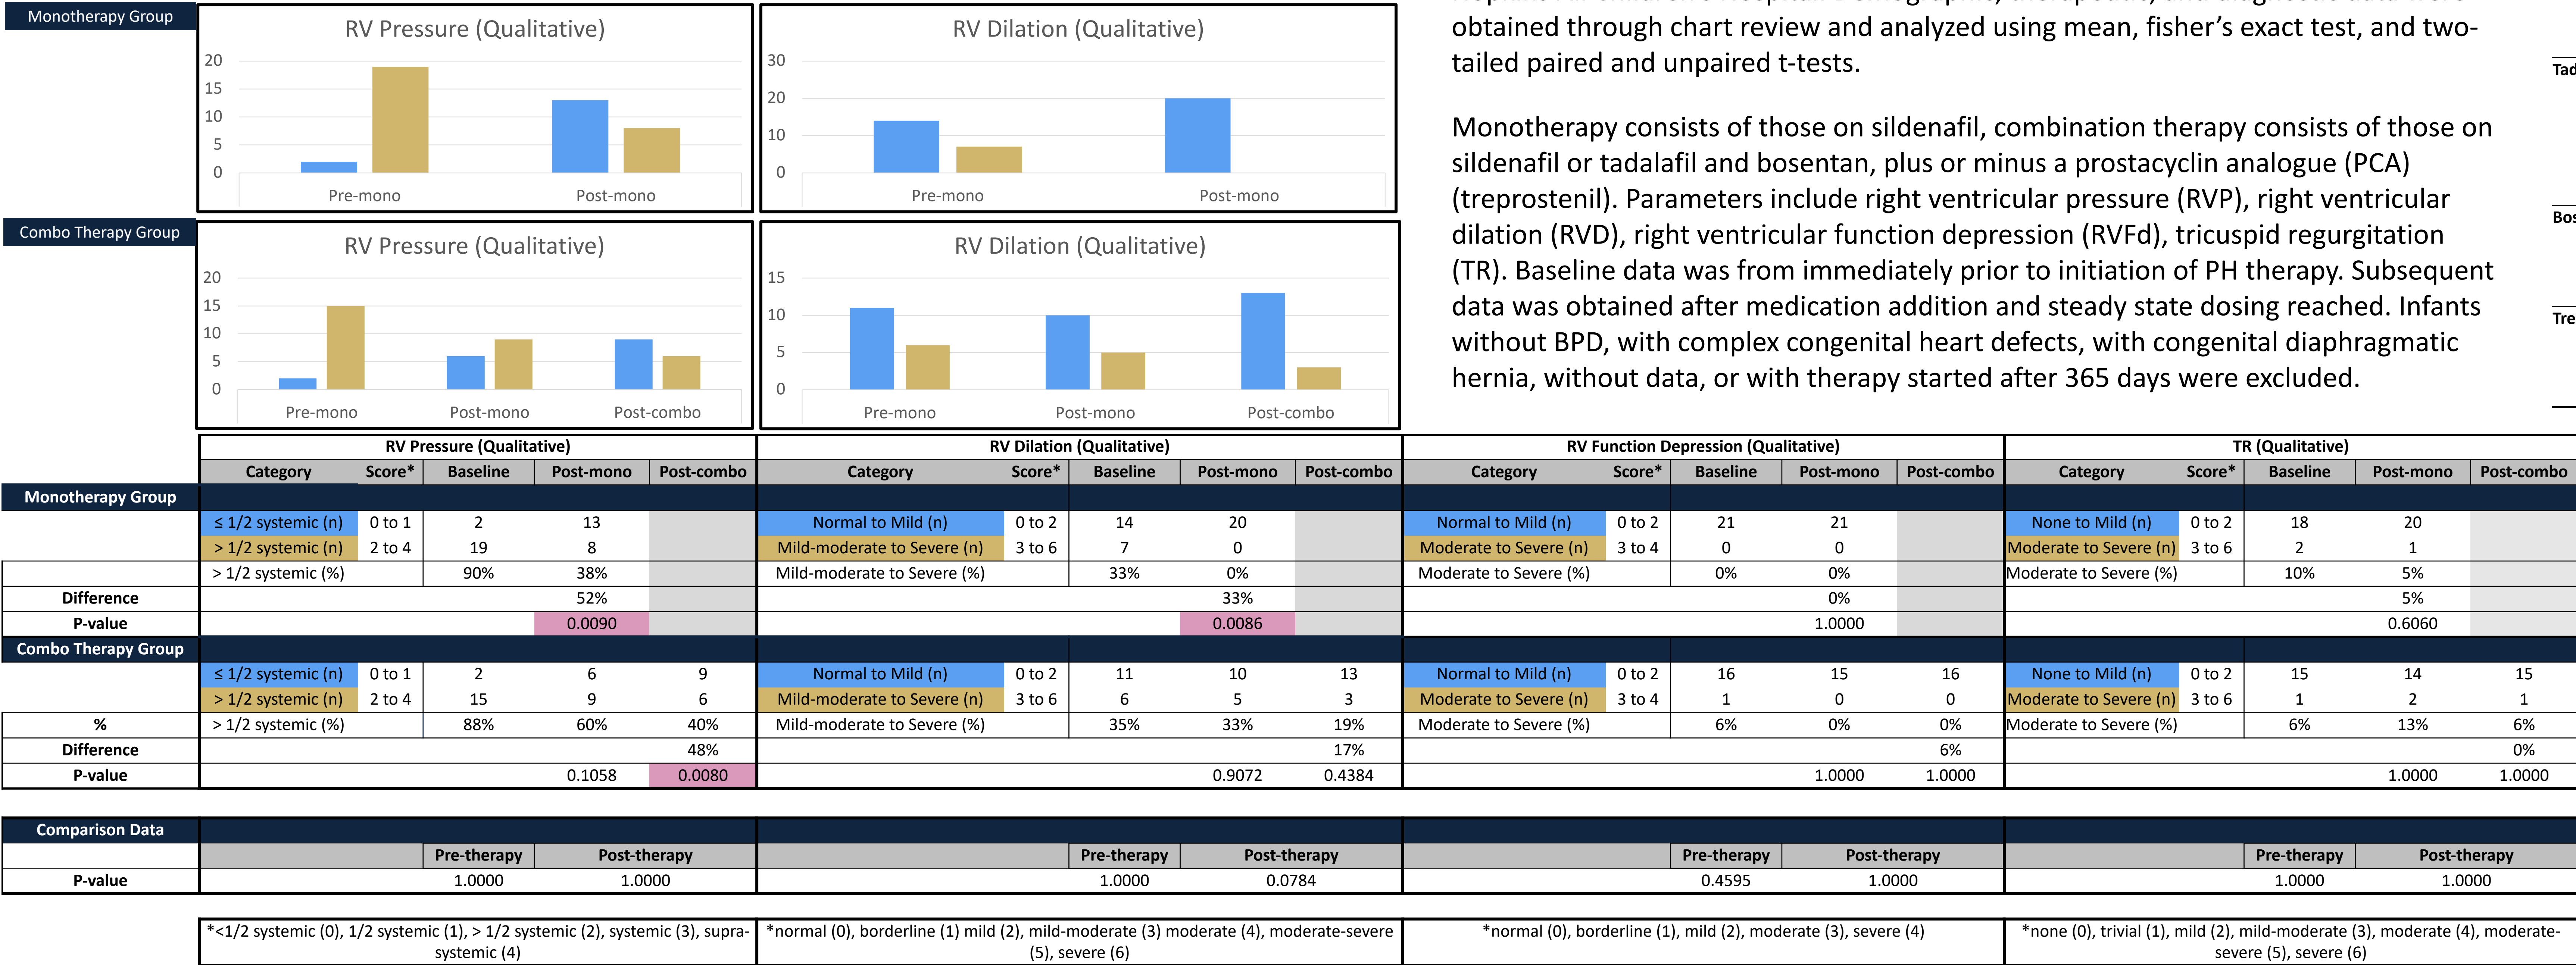 Monotherapy Group
RV Pressure (Qualitative)
20
15
10
5
0
Pre-mono
Post-mono
RV Dilation (Qualitative)
30
20
10
0
Pre-mono
Post-mono
Combo Therapy Group
RV Pressure (Qualitative)
20
15
10
5
0
Pre-mono
Post-mono
Post-combo
RV Dilation (Qualitative)
15
10
5
0
Pre-mono
Post-mono
Post-combo
obtained through chart review and analyzed using mean, fisher's exact test, and two-
tailed paired and unpaired t-tests.
Monotherapy consists of those on sildenafil, combination therapy consists of those on
sildenafil or tadalafil and bosentan, plus or minus a prostacyclin analogue (PCA)
(treprostenil). Parameters include right ventricular pressure (RVP), right ventricular
dilation (RVD), right ventricular function depression (RVFd), tricuspid regurgitation
(TR). Baseline data was from immediately prior to initiation of PH therapy. Subsequent
data was obtained after medication addition and steady state dosing reached. Infants
without BPD, with complex congenital heart defects, with congenital diaphragmatic
hernia, without data, or with therapy started after 365 days were excluded.
RV Pressure (Qualitative) RV Dilation (Qualitative) RV Function Depression (Qualitative) TR (Qualitative)
Category Score* Baseline Post-mono Post-combo Category Score* Baseline Post-mono Post-combo Category Score* Baseline Post-mono Post-combo Category Score* Baseline Post-mono Post-combo
Monotherapy Group
≤ 1/2 systemic (n) 0 to 1 2 13 Normal to Mild (n) 0 to 2 14 20 Normal to Mild (n) 0 to 2 21 21 None to Mild (n) 0 to 2 18 20
> 1/2 systemic (n) 2 to 4 19 8 Mild-moderate to Severe (n) 3 to 6 7 0 Moderate to Severe (n) 3 to 4 0 0 Moderate to Severe (n) 3 to 6 2 1
> 1/2 systemic (%) 90% 38% Mild-moderate to Severe (%) 33% 0% Moderate to Severe (%) 0% 0% Moderate to Severe (%) 10% 5%
Difference 52% 33% 0% 5%
P-value 0.0090 0.0086 1.0000 0.6060
Combo Therapy Group
≤ 1/2 systemic (n) 0 to 1 2 6 9 Normal to Mild (n) 0 to 2 11 10 13 Normal to Mild (n) 0 to 2 16 15 16 None to Mild (n) 0 to 2 15 14 15
> 1/2 systemic (n) 2 to 4 15 9 6 Mild-moderate to Severe (n) 3 to 6 6 5 3 Moderate to Severe (n) 3 to 4 1 0 0 Moderate to Severe (n) 3 to 6 1 2 1
% > 1/2 systemic (%) 88% 60% 40% Mild-moderate to Severe (%) 35% 33% 19% Moderate to Severe (%) 6% 0% 0% Moderate to Severe (%) 6% 13% 6%
Difference 48% 17% 6% 0%
P-value 0.1058 0.0080 0.9072 0.4384 1.0000 1.0000 1.0000 1.0000
Comparison Data
Pre-therapy Post-therapy Pre-therapy Post-therapy Pre-therapy Post-therapy Pre-therapy Post-therapy
P-value 1.0000 1.0000 1.0000 0.0784 0.4595 1.0000 1.0000 1.0000
*<1/2 systemic (0), 1/2 systemic (1), > 1/2 systemic (2), systemic (3), supra-
systemic (4)
*normal (0), borderline (1) mild (2), mild-moderate (3) moderate (4), moderate-severe
(5), severe (6)
*normal (0), borderline (1), mild (2), moderate (3), severe (4)
*none (0), trivial (1), mild (2), mild-moderate (3), moderate (4), moderate-
severe (5), severe (6)